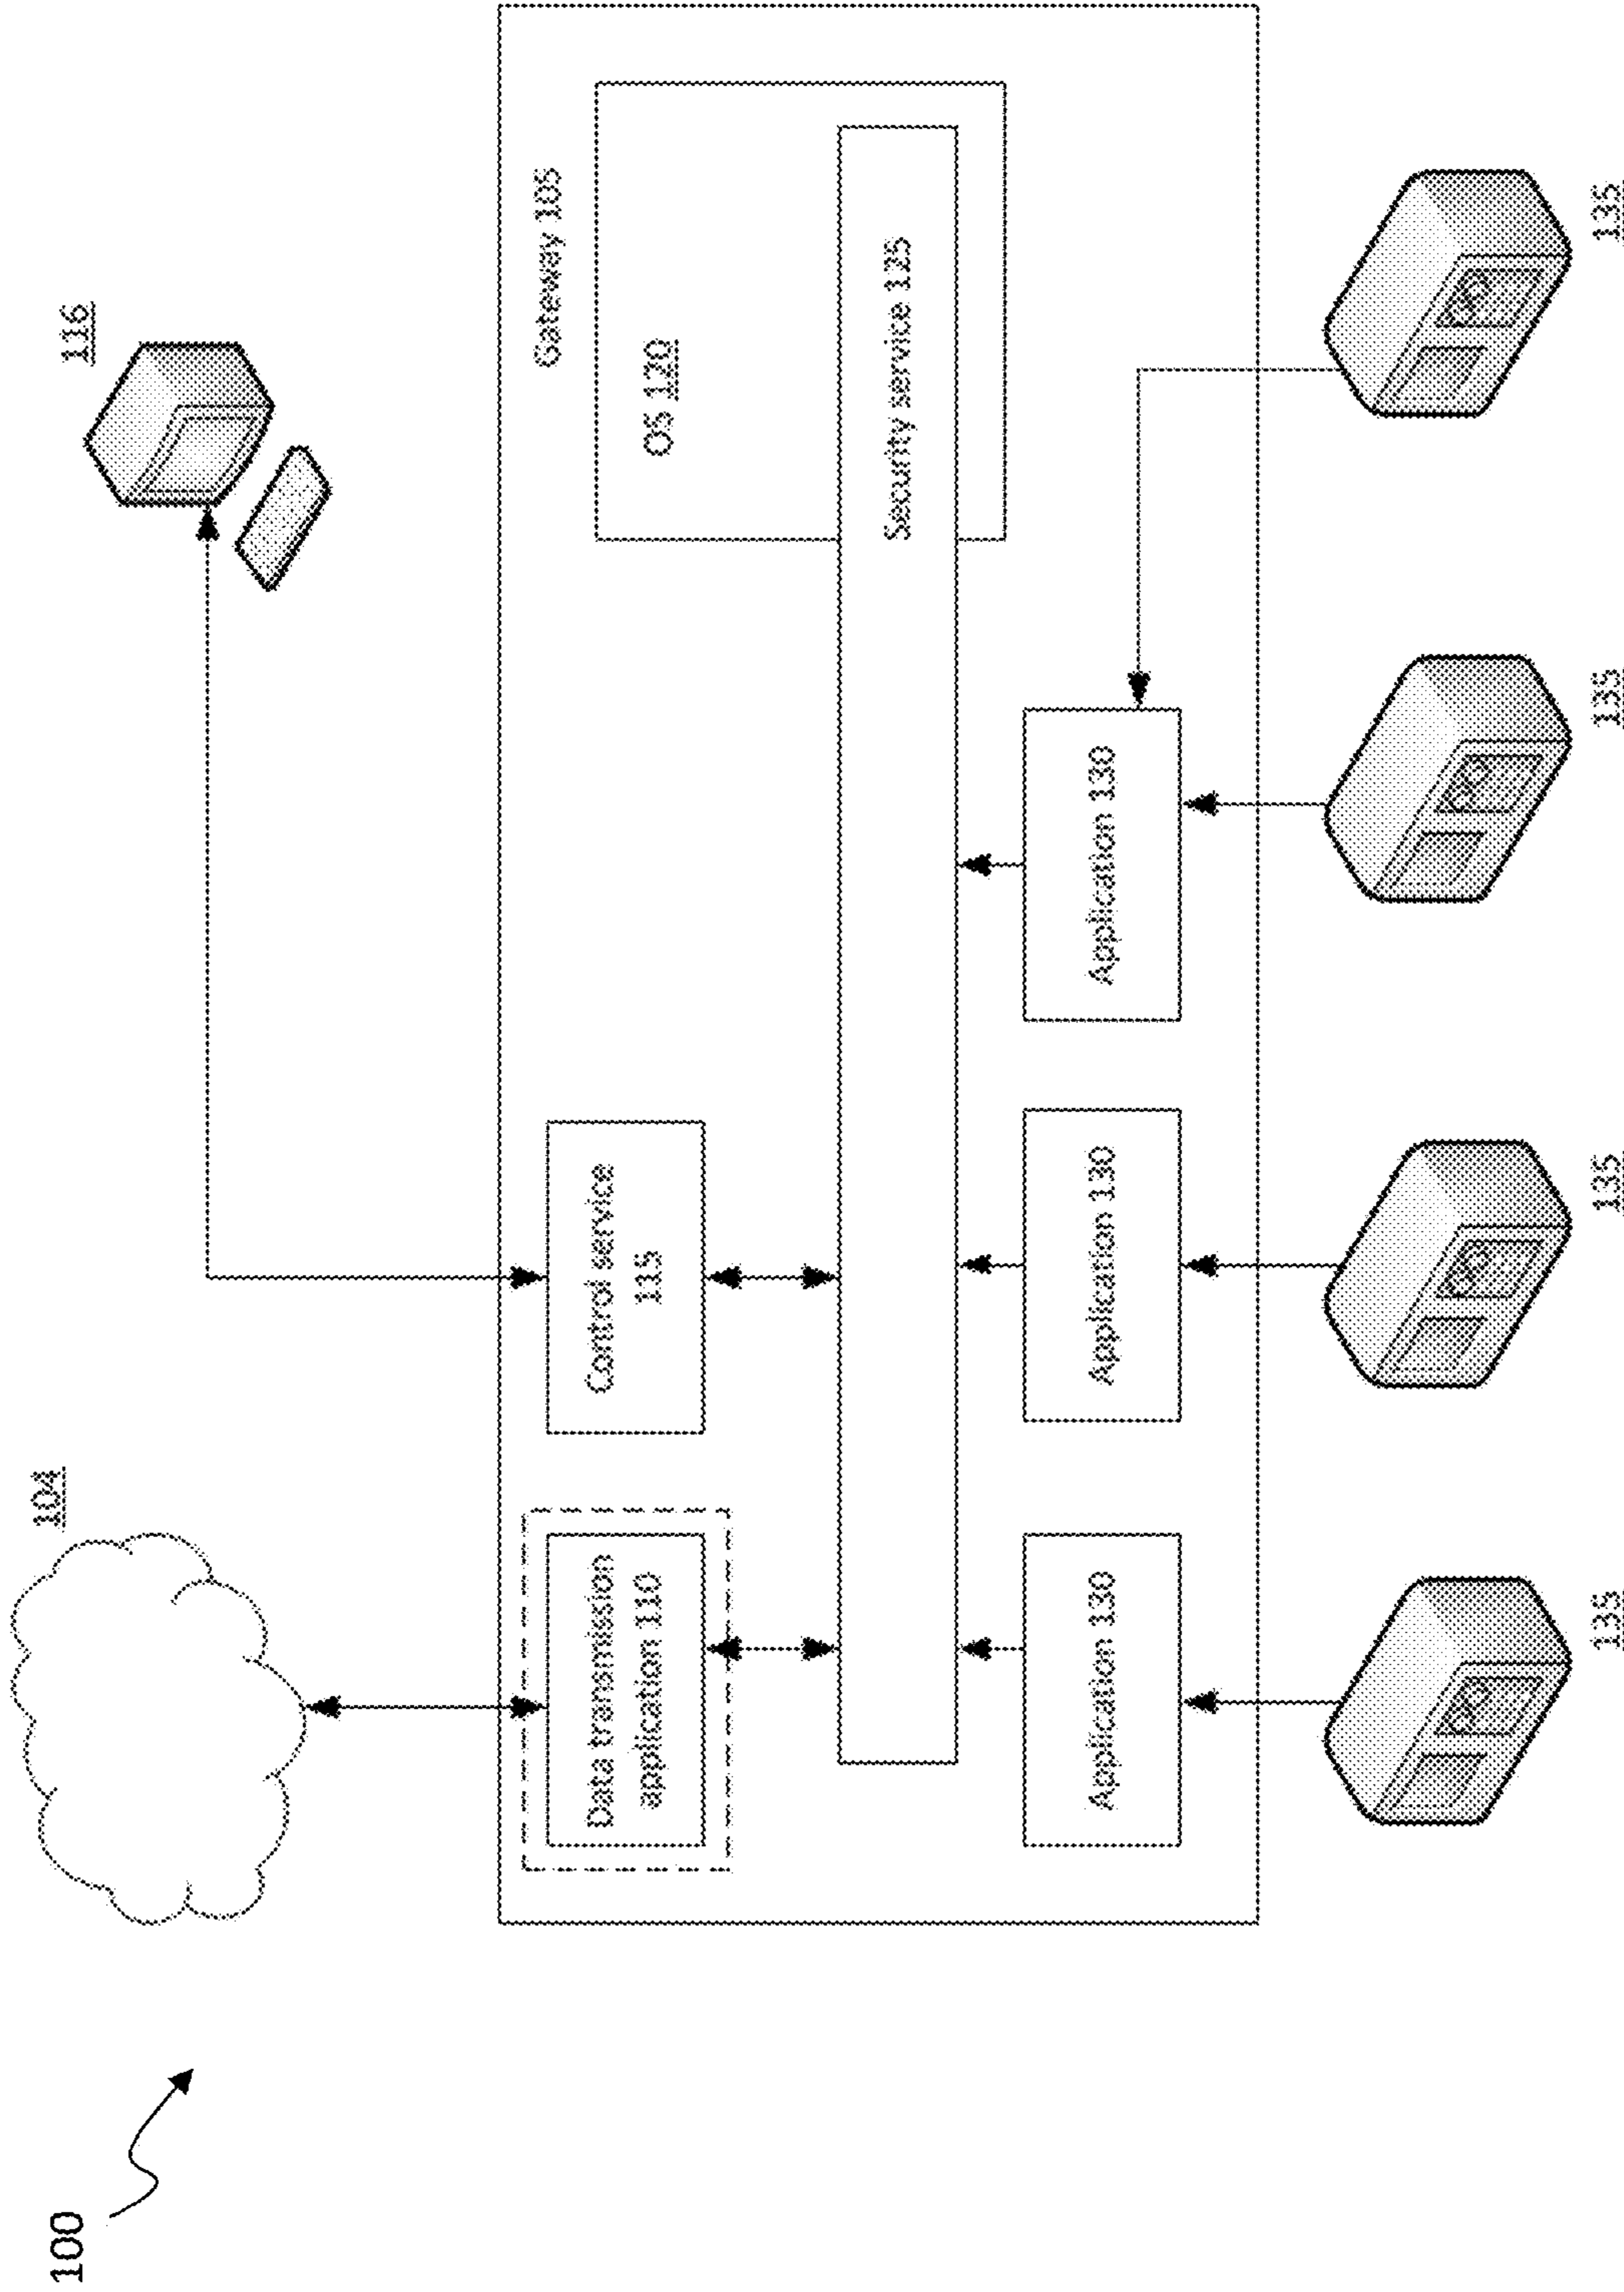 100
104
116
Gateway 105
Data transmission
application 110
Control service
115
OS 120
Security service 125
Application 130
Application 130
Application 130
135
135
135
135